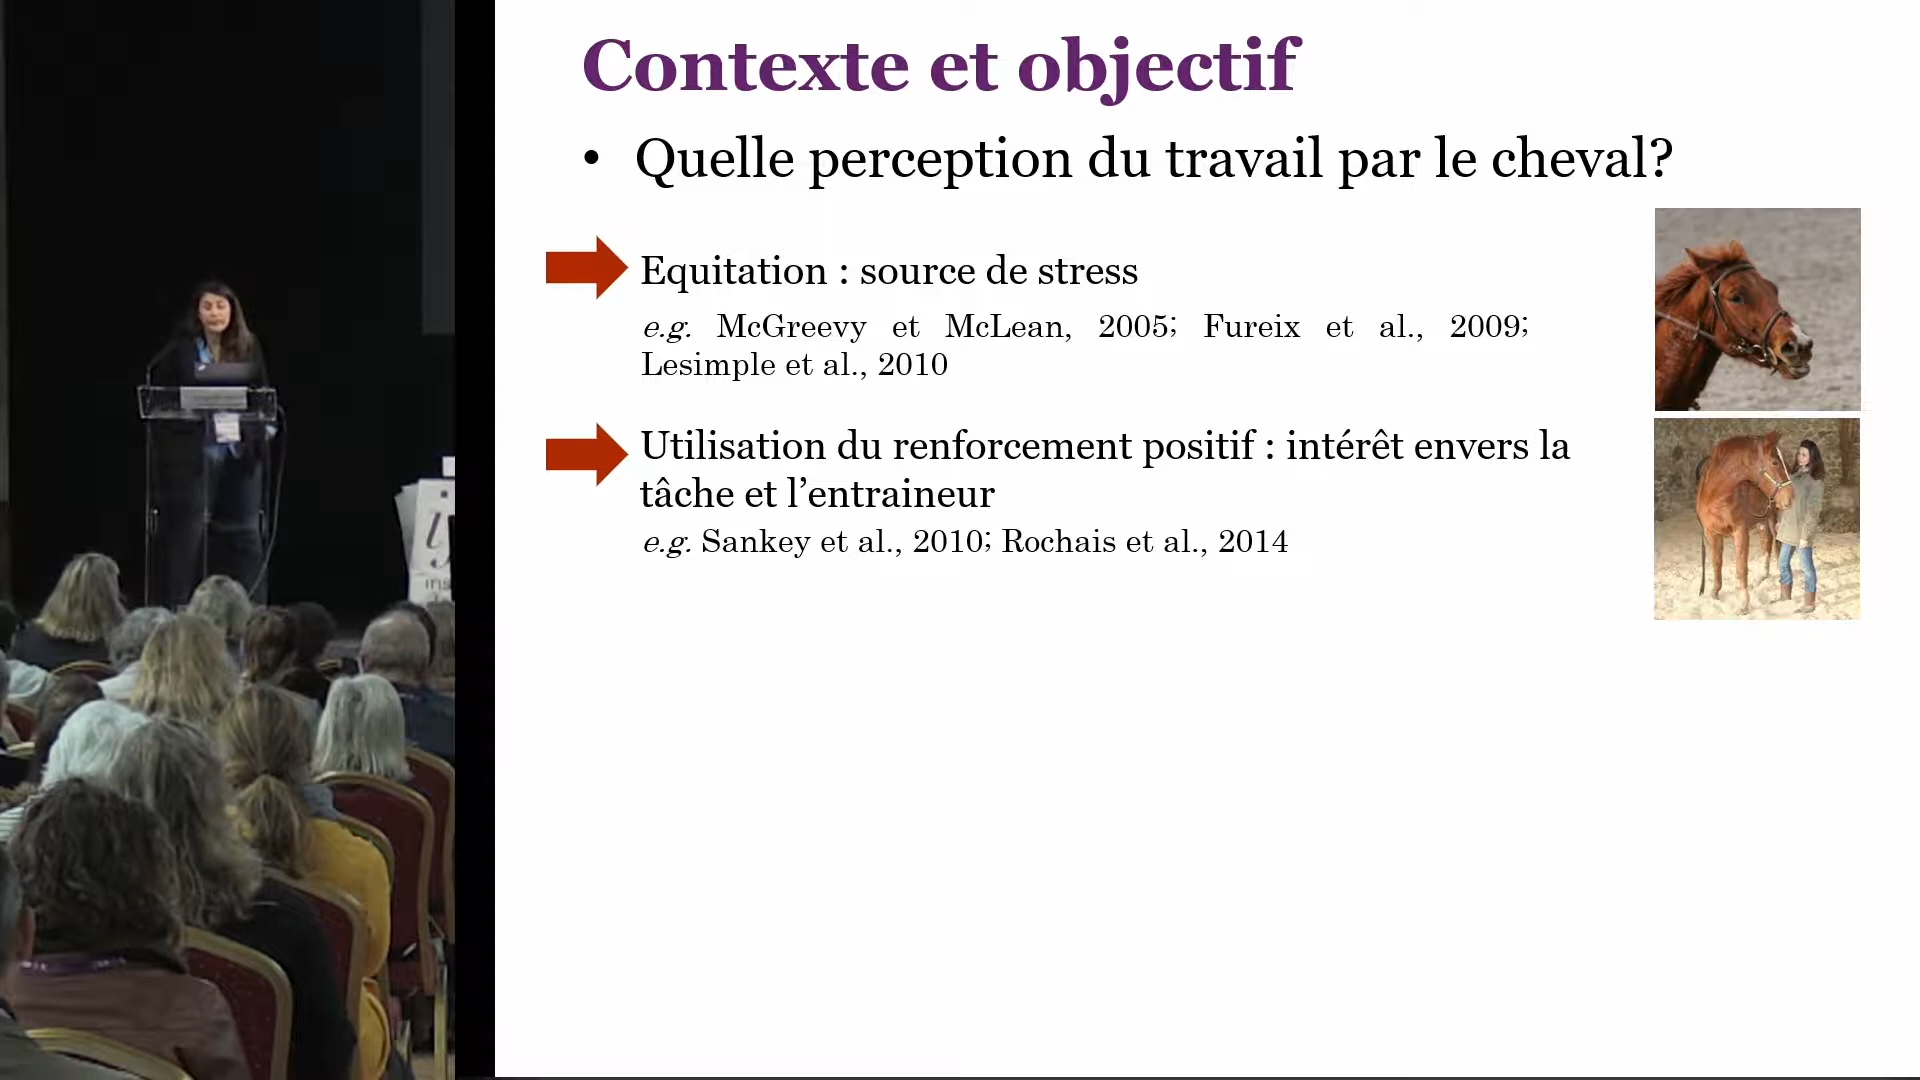 Contexte et objectif
• Quelle perception du travail par le cheval?
Equitation : source de stress
e.g. McGreevy et McLean, 2005; Fureix et al., 2009;
Lesimple et al., 2010
Utilisation du renforcement positif : intérêt envers la
tâche et l'entraineur
e.g. Sankey et al., 2010; Rochais et al., 2014